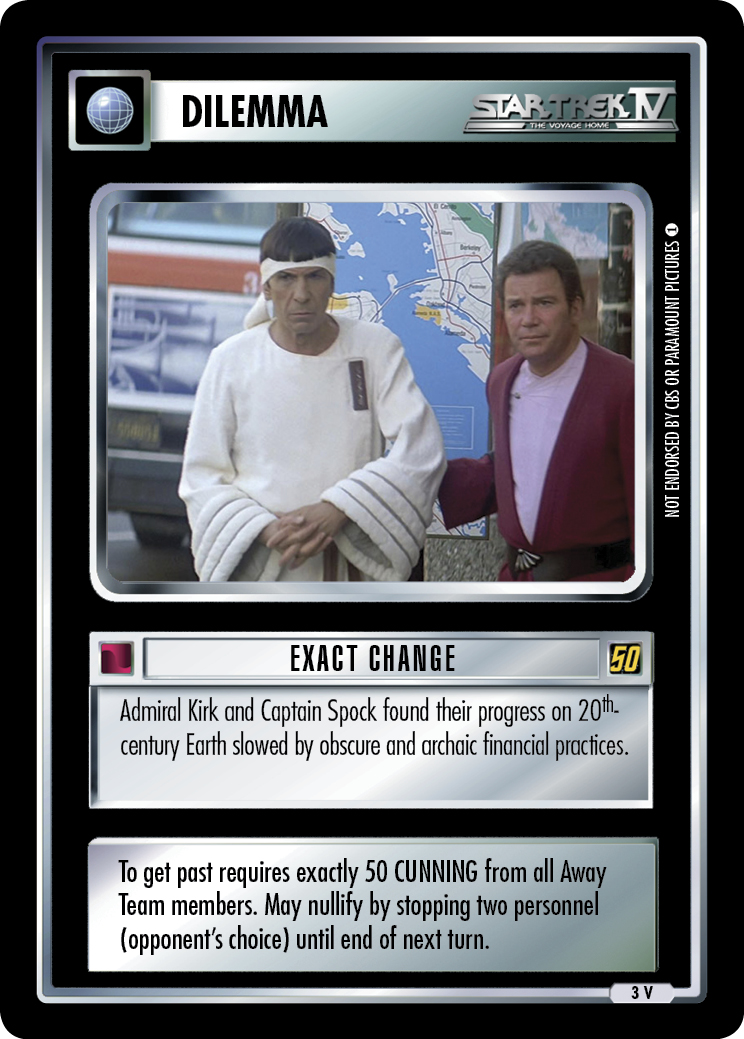 DILEMMA
STAR TREK IV
THE VOYAGE HOME
El Cerrito
Berkeley
NOT ENDORSED BY CBS OR PARAMOUNT PICTURES
EXACT CHANGE
50
Admiral Kirk and Captain Spock found their progress on 20th-
century Earth slowed by obscure and archaic financial practices.
To get past requires exactly 50 CUNNING from all Away
Team members. May nullify by stopping two personnel
(opponent's choice) until end of next turn.
3 V